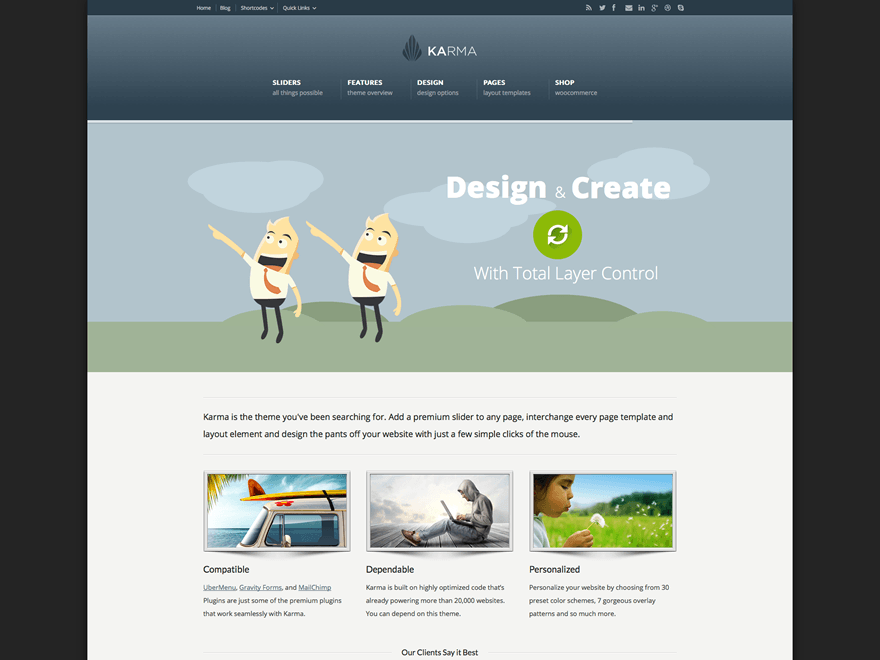 Home Blog Shortcodes Quick Links
KARMA
SLIDERS FEATURES DESIGN PAGES SHOP
all things possible theme overview design options layout templates woocommerce
Design & Create
With Total Layer Control
Karma is the theme you've been searching for. Add a premium slider to any page, interchange every page template and
layout element and design the pants off your website with just a few simple clicks of the mouse.
Compatible
UberMenu, Gravity Forms, and MailChimp
Plugins are just some of the premium plugins
that work seamlessly with Karma.
Dependable
Karma is built on highly optimized code that's
already powering more than 20,000 websites.
You can depend on this theme.
Personalized
Personalize your website by choosing from 30
preset color schemes, 7 gorgeous overlay
patterns and so much more.
Our Clients Say it Best